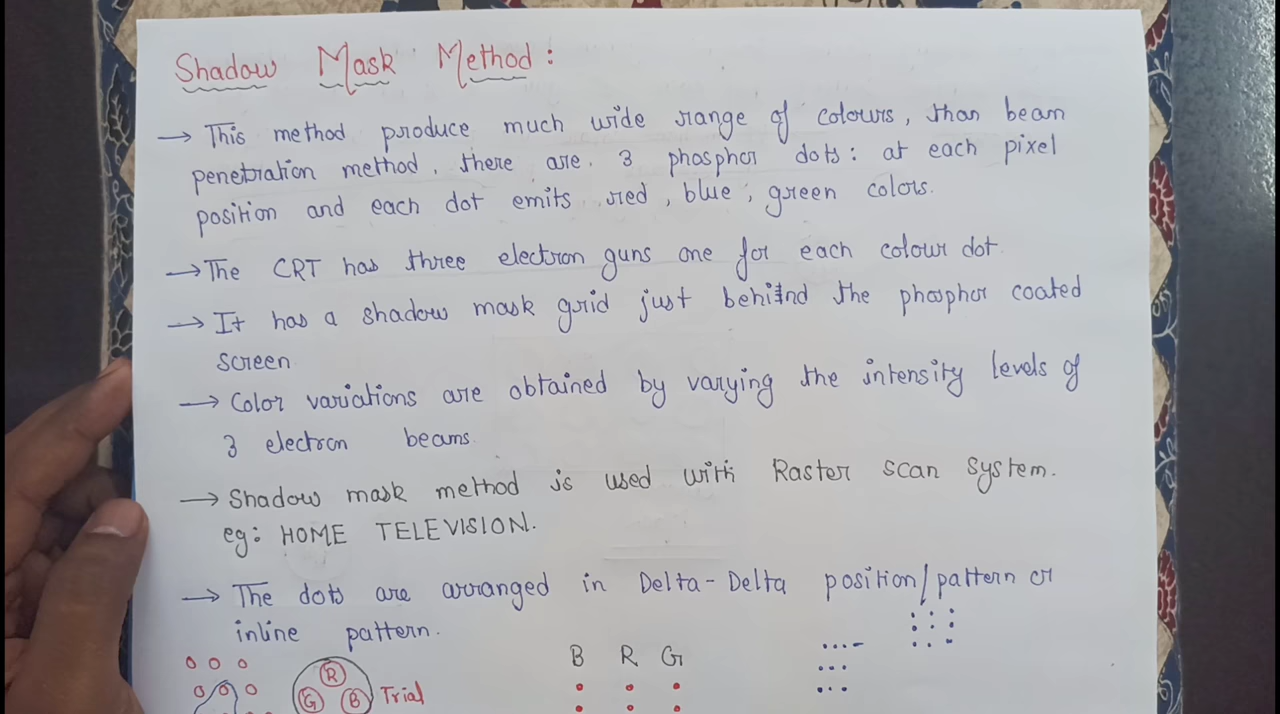 Shadow Mask Method:
→ This method produce much wide range of colours, than beam
penetration method, there are 3 phosphor dots: at each pixel
position and each dot emits red, blue, green colors.
→ The CRT has three electron guns one for each colour dot.
→ It has a shadow mask grid just behind the phosphor coated
screen
→ Color variations are obtained by varying the intensity levels of
3 electron beams.
→ Shadow mask method is used with Raster scan system.
eg: HOME TELEVISION.
→ The dots are arranged in Delta-Delta position/pattern or
inline pattern.
B R G
R
G B Trial